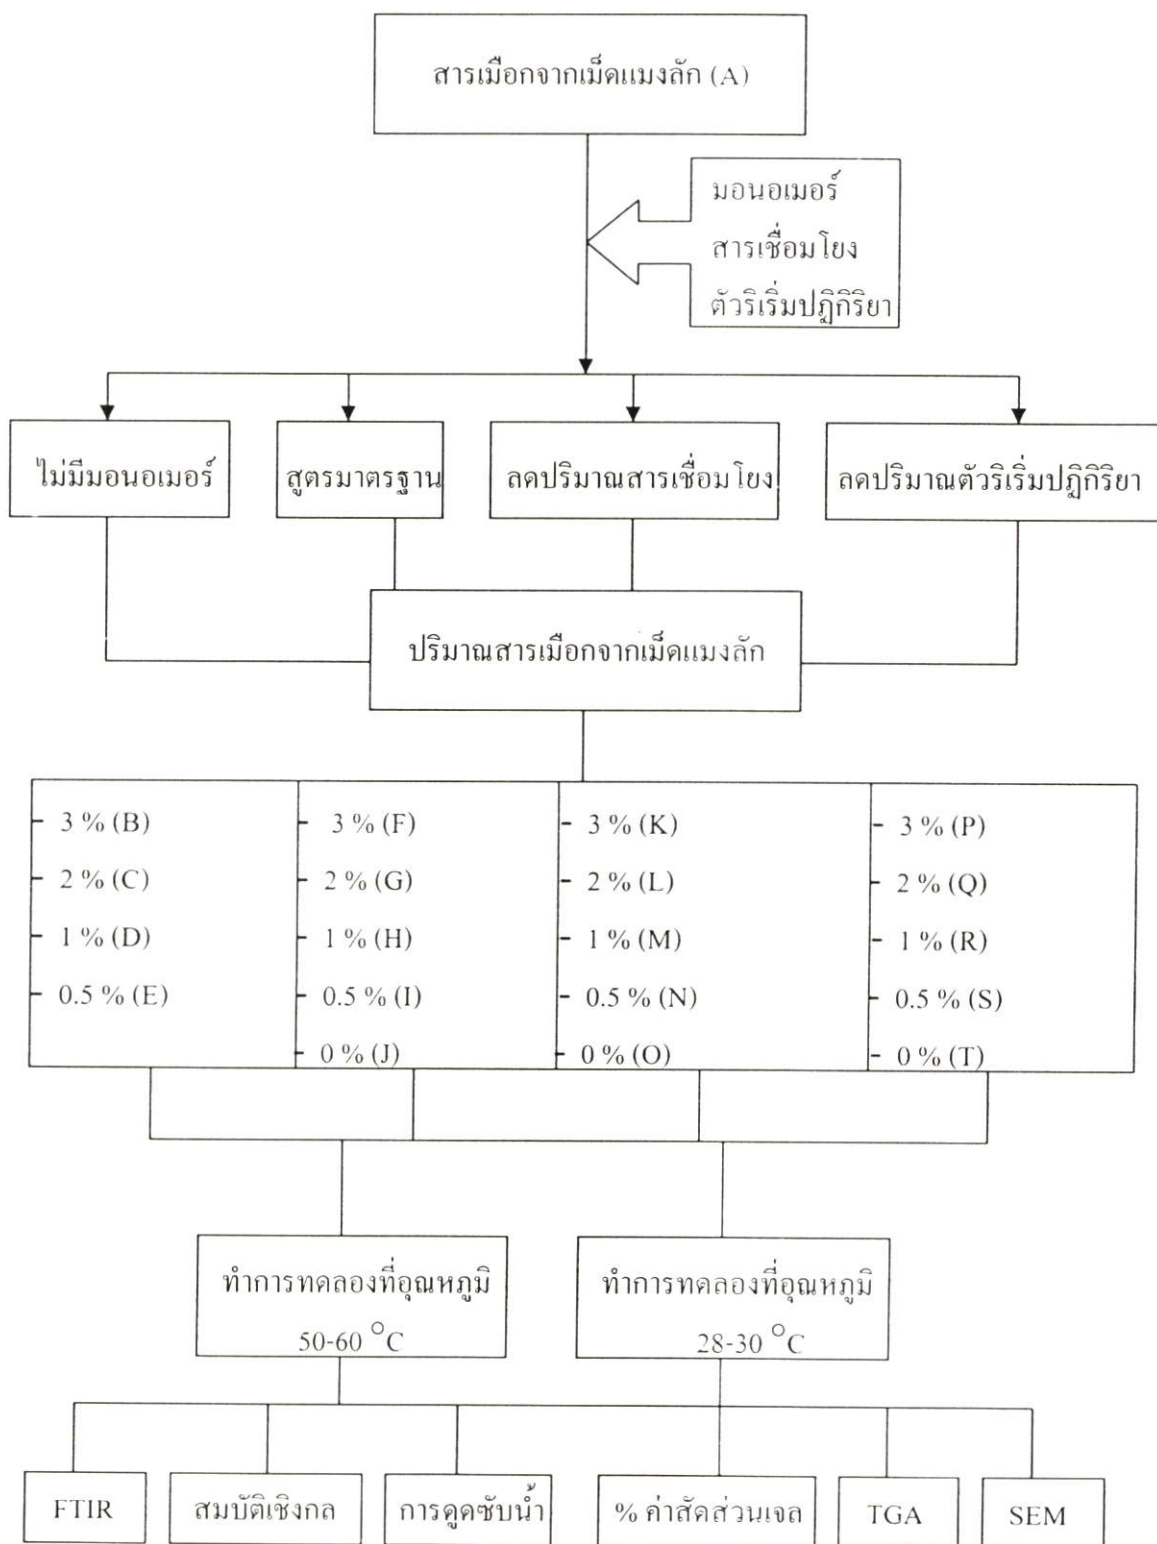 สารเมือกจากเม็ดแมงลัก (A)
มอนอเมอร์
สารเชื่อมโยง
ตัวริเริ่มปฏิกิริยา
ไม่มีมอนอเมอร์
สูตรมาตรฐาน
ลดปริมาณสารเชื่อมโยง
ลดปริมาณตัวริเริ่มปฏิกิริยา
ปริมาณสารเมือกจากเม็ดแมงลัก
- 3 % (B)
- 2 % (C)
- 1 % (D)
- 0.5 % (E)
- 3 % (F)
- 2 % (G)
- 1 % (H)
- 0.5 % (I)
- 0 % (J)
- 3 % (K)
- 2 % (L)
- 1 % (M)
- 0.5 % (N)
- 0 % (O)
- 3 % (P)
- 2 % (Q)
- 1 % (R)
- 0.5 % (S)
- 0 % (T)
ทำการทดลองที่อุณหภูมิ
50-60 °C
ทำการทดลองที่อุณหภูมิ
28-30 °C
FTIR
สมบัติเชิงกล
การดูดซับน้ำ
% ค่าสัดส่วนเจล
TGA
SEM